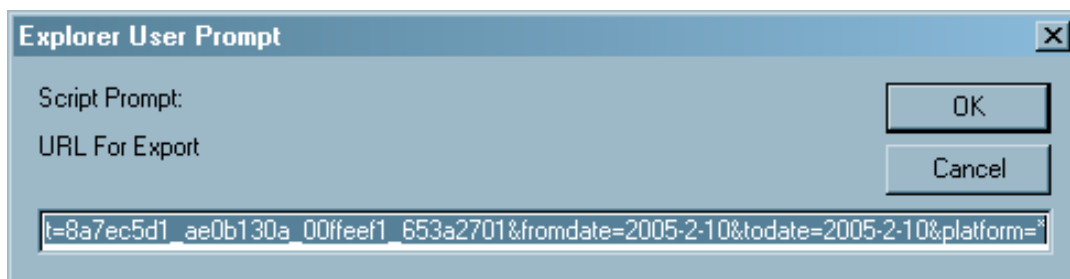 Explorer User Prompt
Script Prompt:
OK
URL For Export
Cancel
t=8a7ec5d1_ae0b130a_00ffeef1_653a2701&fromdate=2005-2-10&todate=2005-2-10&platform=*